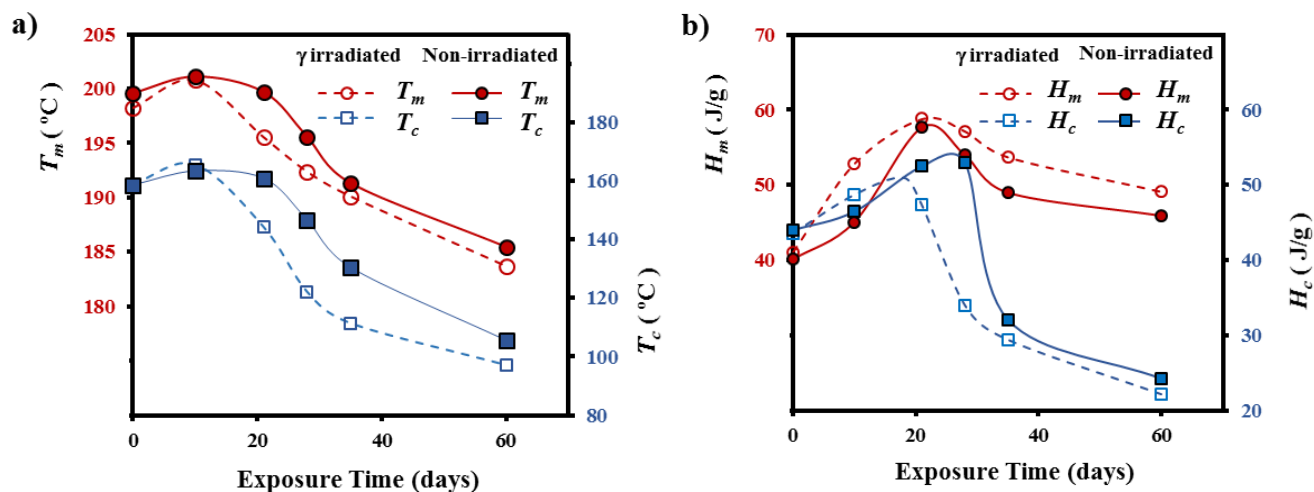 a)
γ irradiated Non-irradiated
Tm Tm
Tc Tc
Tm ( ºC)
205
200
195
190
185
180
Tc ( ºC)
180
160
140
120
100
80
0 20 40 60
Exposure Time (days)
b)
γ irradiated Non-irradiated
Hm Hm
Hc Hc
Hm ( J/g)
70
60
50
40
Hc ( J/g)
60
50
40
30
20
0 20 40 60
Exposure Time (days)